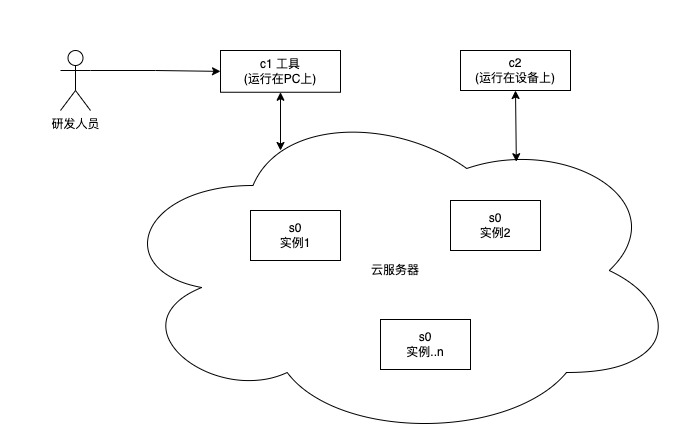 c1 工具
(运行在PC上)
c2
(运行在设备上)
研发人员
s0
实例1
s0
实例2
云服务器
s0
实例..n